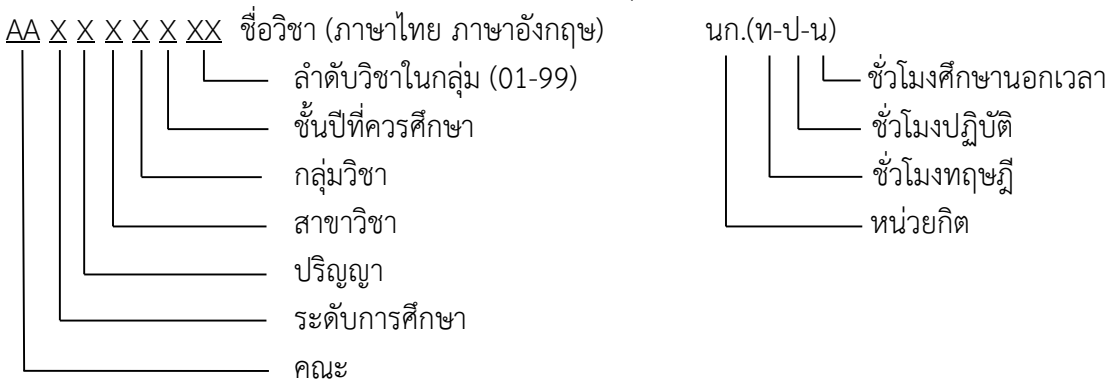 AA X X X X X XX ชื่อวิชา (ภาษาไทย ภาษาอังกฤษ) นก.(ท-ป-น)
ลำดับวิชาในกลุ่ม (01-99) ชั่วโมงศึกษานอกเวลา
ชั้นปีที่ควรศึกษา ชั่วโมงปฏิบัติ
กลุ่มวิชา ชั่วโมงทฤษฎี
สาขาวิชา หน่วยกิต
ปริญญา
ระดับการศึกษา
คณะ